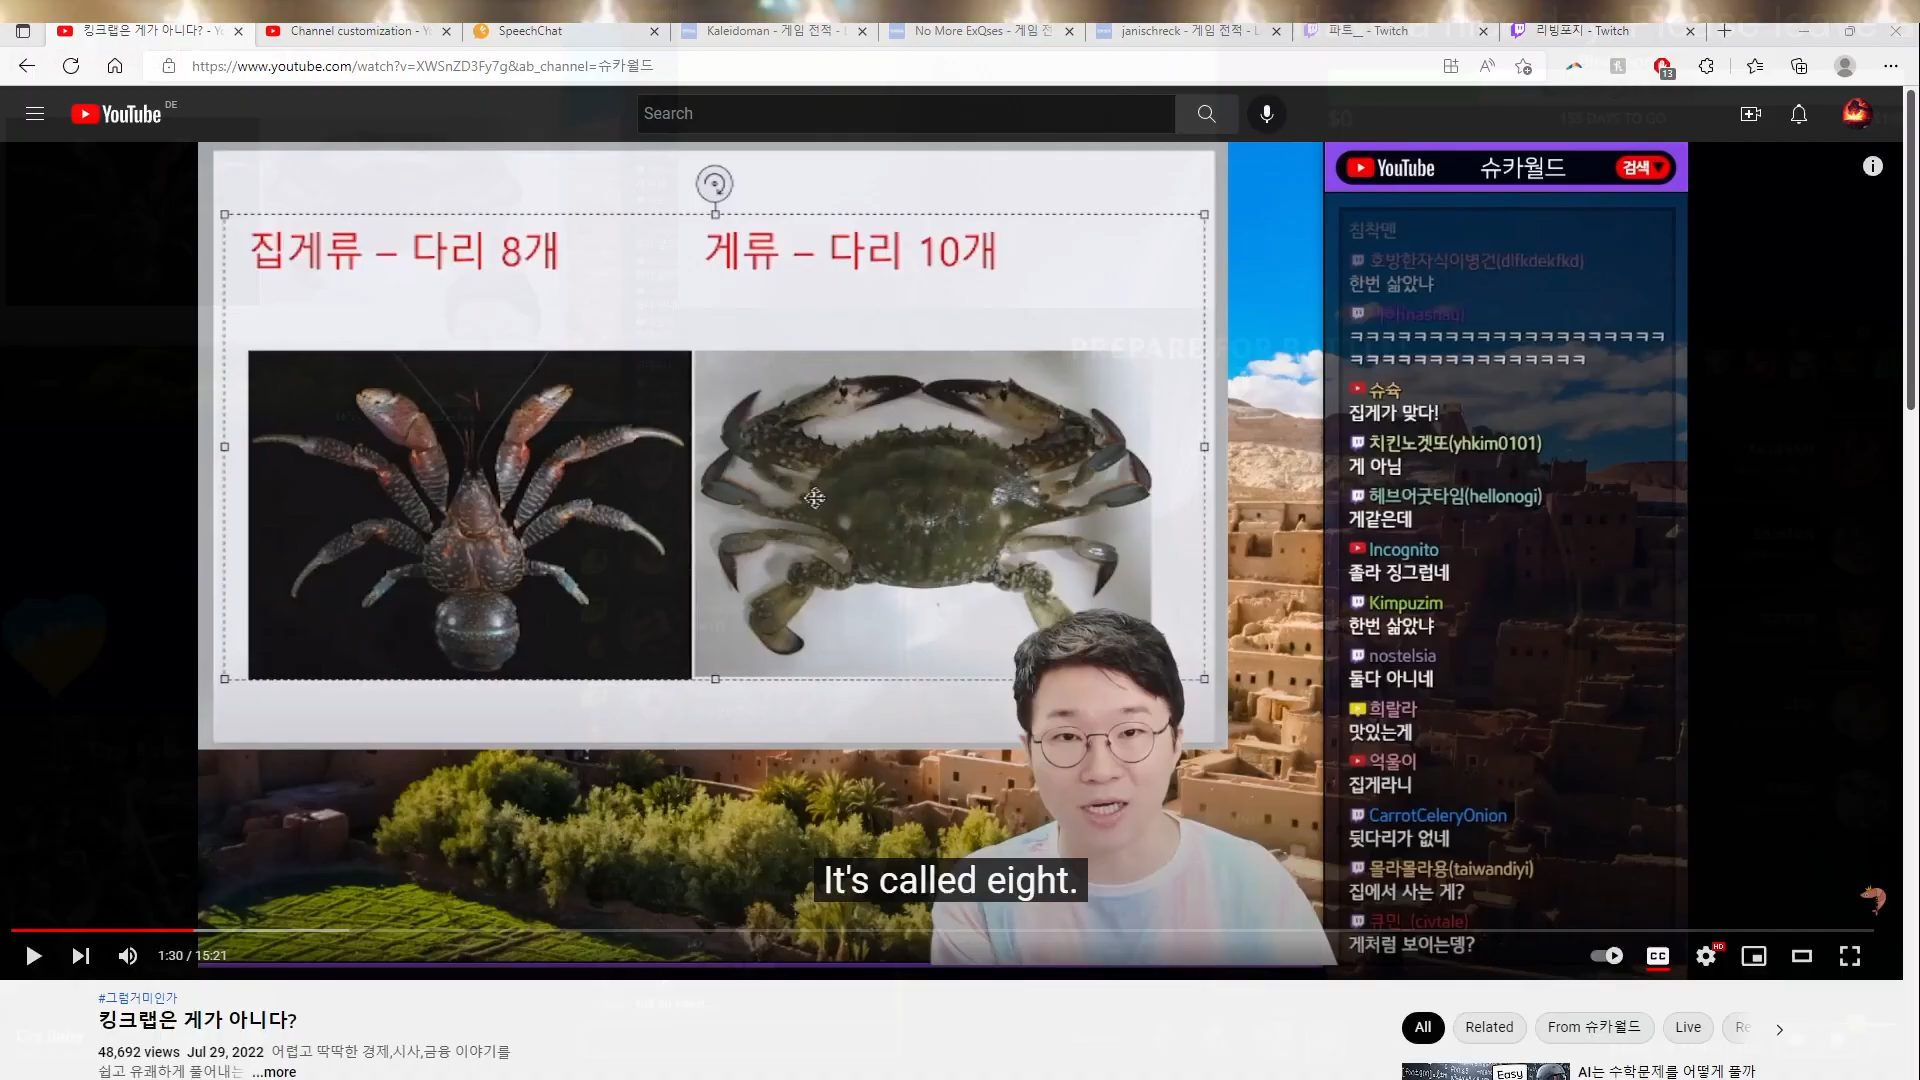 킹크랩은 게가 아니다? - Y
Channel customization - Y
SpeechChat
Kaleidoman - 게임 전적 - L
No More ExQses - 게임 전
janischreck - 게임 전적 - L
파트__ - Twitch
리빙포지 - Twitch
https://www.youtube.com/watch?v=XWSnZD3Fy7g&ab_channel=슈카월드
13
YouTube DE
Search
YouTube 슈카월드 검색▼
집게류 – 다리 8개
게류 – 다리 10개
PREPARE FOR
침착맨
호방한자식이병건(dlfkdekfkd)
한번 삶았냐
ㅋㅋㅋㅋㅋㅋㅋㅋㅋㅋㅋㅋㅋㅋㅋㅋㅋㅋㅋㅋ
ㅋㅋㅋㅋㅋㅋㅋㅋㅋㅋㅋㅋㅋㅋㅋ
슈슉
집게가 맞다!
치킨노겟또(yhkim0101)
게 아님
헤브어굿타임(hellonogi)
게같은데
Incognito
졸라 징그럽네
Kimpuzim
한번 삶았냐
nostelsia
둘다 아니네
희랄라
맛있는게
억울이
집게라니
CarrotCeleryOnion
뒷다리가 없네
몰라몰라용(taiwandiyi)
집에서 사는 게?
큐민_(civtale)
게처럼 보이는뎅?
It's called eight.
1:30 / 15:21
CC
HD
#그럼거미인가
킹크랩은 게가 아니다?
48,692 views Jul 29, 2022 어렵고 딱딱한 경제,시사,금융 이야기를
쉽고 유쾌하게 풀어내는 ...more
All
Related
From 슈카월드
Live
Re
Easy
AI는 수학문제를 어떻게 풀까